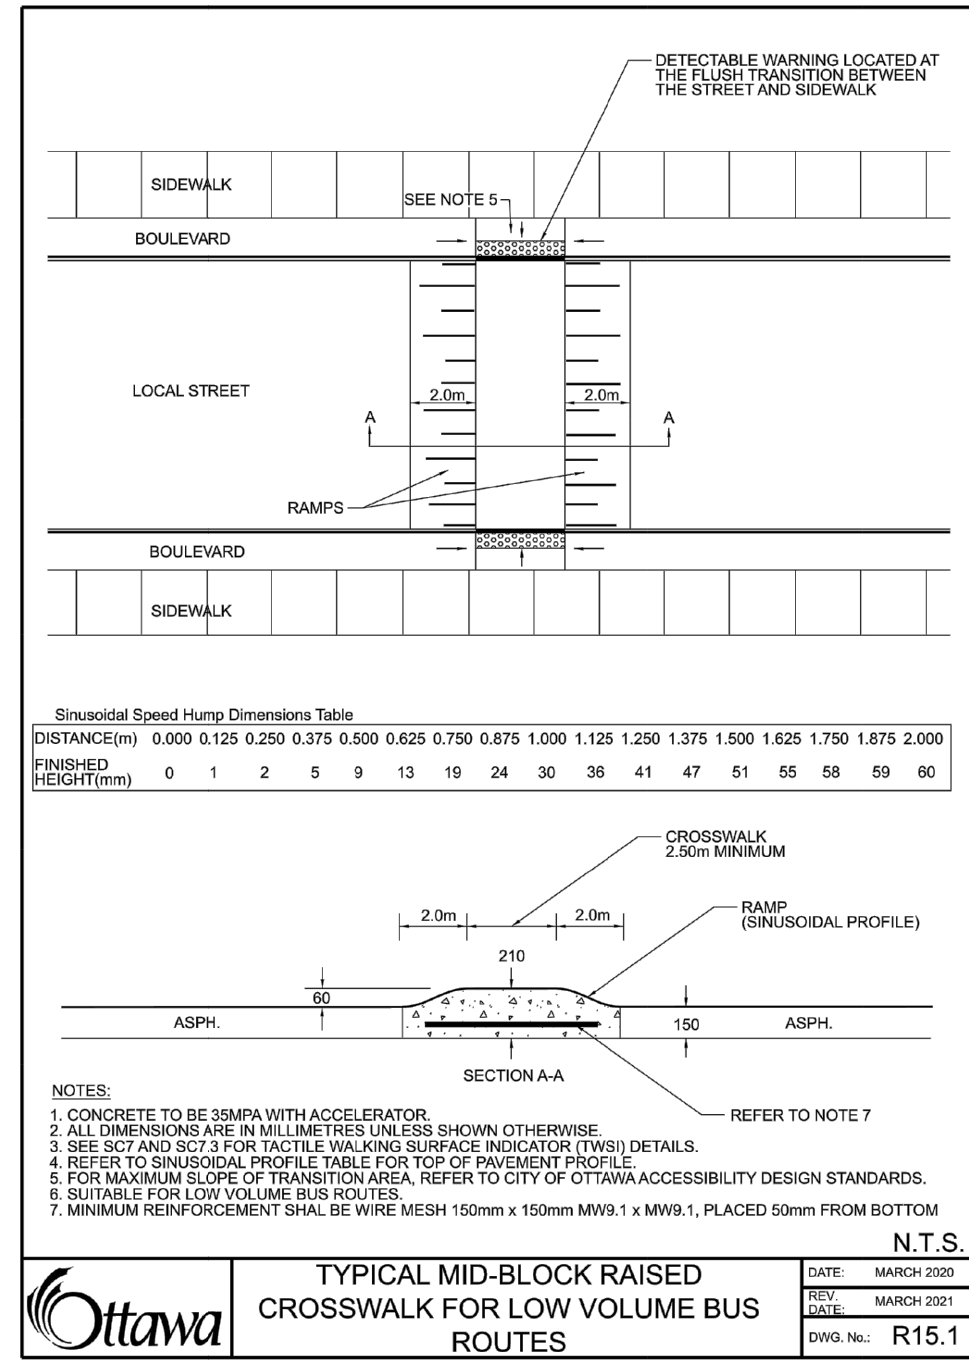 DETECTABLE WARNING LOCATED AT
THE FLUSH TRANSITION BETWEEN
THE STREET AND SIDEWALK
SIDEWALK
SEE NOTE 5
BOULEVARD
LOCAL STREET
2.0m
2.0m
A
A
RAMPS
BOULEVARD
SIDEWALK
Sinusoidal Speed Hump Dimensions Table
DISTANCE(m) 0.000 0.125 0.250 0.375 0.500 0.625 0.750 0.875 1.000 1.125 1.250 1.375 1.500 1.625 1.750 1.875 2.000
FINISHED
HEIGHT(mm) 0 1 2 5 9 13 19 24 30 36 41 47 51 55 58 59 60
CROSSWALK
2.50m MINIMUM
RAMP
(SINUSOIDAL PROFILE)
2.0m
2.0m
210
60
ASPH.
150
ASPH.
SECTION A-A
REFER TO NOTE 7
NOTES:
1. CONCRETE TO BE 35MPA WITH ACCELERATOR.
2. ALL DIMENSIONS ARE IN MILLIMETRES UNLESS SHOWN OTHERWISE.
3. SEE SC7 AND SC7.3 FOR TACTILE WALKING SURFACE INDICATOR (TWSI) DETAILS.
4. REFER TO SINUSOIDAL PROFILE TABLE FOR TOP OF PAVEMENT PROFILE.
5. FOR MAXIMUM SLOPE OF TRANSITION AREA, REFER TO CITY OF OTTAWA ACCESSIBILITY DESIGN STANDARDS.
6. SUITABLE FOR LOW VOLUME BUS ROUTES.
7. MINIMUM REINFORCEMENT SHAL BE WIRE MESH 150mm x 150mm MW9.1 x MW9.1, PLACED 50mm FROM BOTTOM
N.T.S.
Ottawa
TYPICAL MID-BLOCK RAISED
CROSSWALK FOR LOW VOLUME BUS
ROUTES
DATE: MARCH 2020
REV.
DATE: MARCH 2021
DWG. No.: R15.1